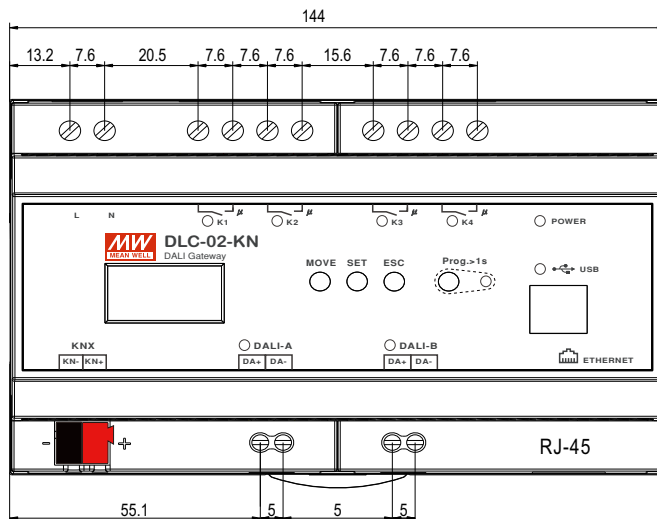 144
13.2 7.6 20.5 7.6 7.6 7.6 15.6 7.6 7.6 7.6
L N K1 μ K2 μ K3 μ K4 μ POWER
MW
MEAN WELL
DLC-02-KN
DALI Gateway
MOVE SET ESC Prog.>1s USB
KNX DALI-A DALI-B
KN- KN+ DA+ DA- DA+ DA- ETHERNET
- + RJ-45
55.1 5 5 5